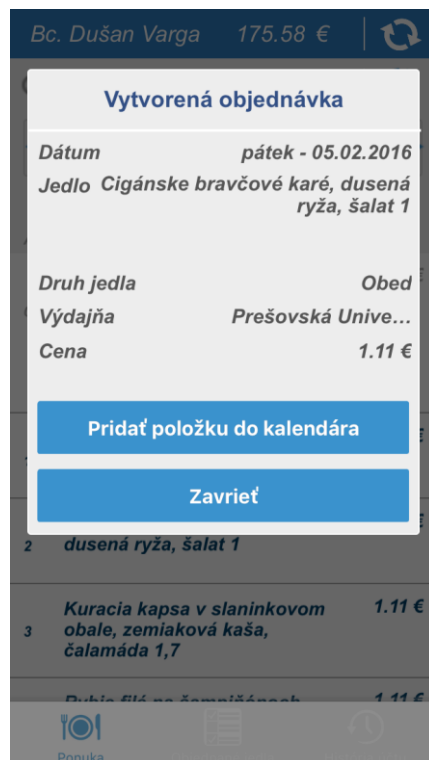 Bc. Dušan Varga 175.58 €
Vytvorená objednávka
Dátum pátek - 05.02.2016
Jedlo Cigánske bravčové karé, dusená
ryža, šalat 1
Druh jedla Obed
Výdajňa Prešovská Unive...
Cena 1.11 €
Pridať položku do kalendára
Zavrieť
2 dusená ryža, šalat 1
Kuracia kapsa v slaninkovom 1.11 €
3 obale, zemiaková kaša,
čalamáda 1,7
1.11 €
Ponuka